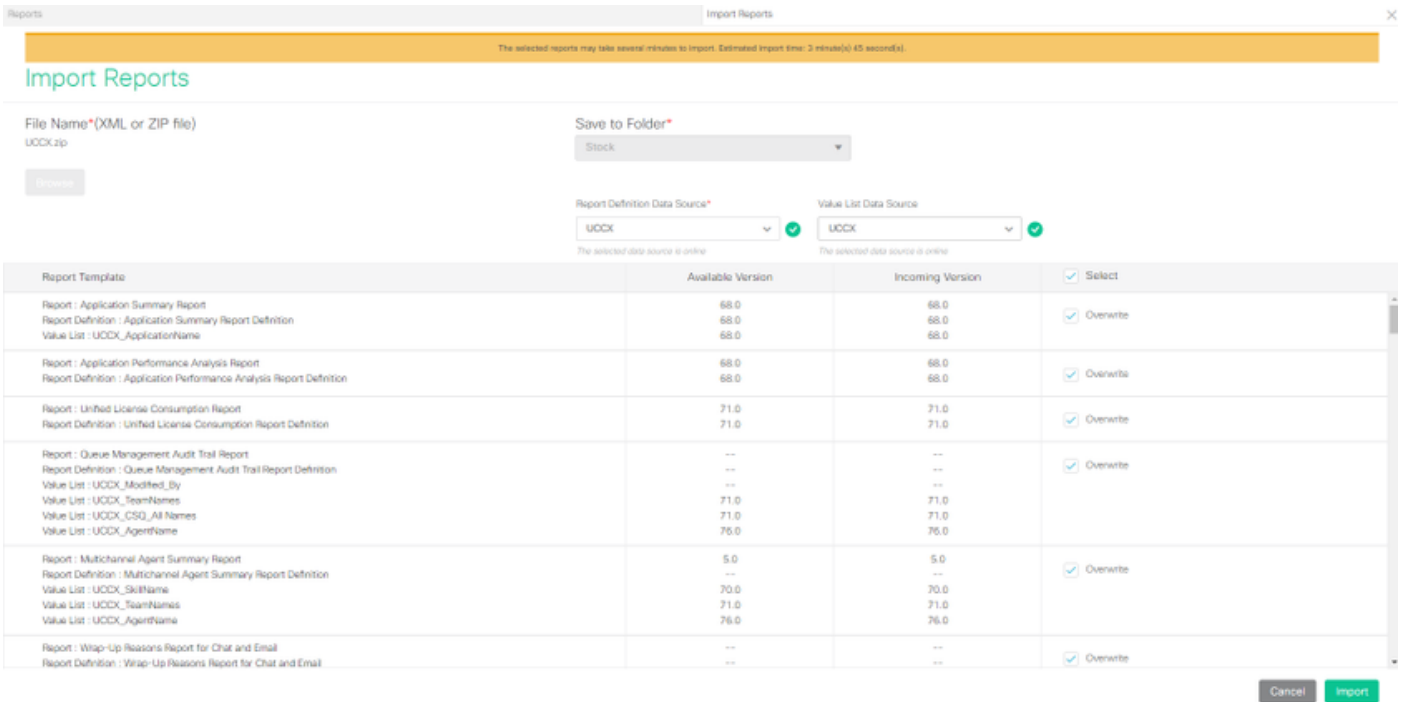 Reports
Import Reports
The selected reports may take several minutes to import. Estimated import time: 3 minute(s) 45 second(s).
Import Reports
File Name*(XML or ZIP file)
UCCX.zip
Browse
Save to Folder*
Stock
Report Definition Data Source*
Value List Data Source
UCCX
UCCX
The selected data source is online
The selected data source is online
Report Template Available Version Incoming Version Select
Report : Application Summary Report 68.0 68.0 Overwrite
Report Definition : Application Summary Report Definition 68.0 68.0
Value List : UCCX_ApplicationName 68.0 68.0
Report : Application Performance Analysis Report 68.0 68.0 Overwrite
Report Definition : Application Performance Analysis Report Definition 68.0 68.0
Report : Unified License Consumption Report 71.0 71.0 Overwrite
Report Definition : Unified License Consumption Report Definition 71.0 71.0
Report : Queue Management Audit Trail Report -- -- Overwrite
Report Definition : Queue Management Audit Trail Report Definition -- --
Value List : UCCX_Modified_By -- --
Value List : UCCX_TeamNames 71.0 71.0
Value List : UCCX_CSQ_All Names 71.0 71.0
Value List : UCCX_AgentName 76.0 76.0
Report : Multichannel Agent Summary Report 5.0 5.0 Overwrite
Report Definition : Multichannel Agent Summary Report Definition -- --
Value List : UCCX_SkillName 70.0 70.0
Value List : UCCX_TeamNames 71.0 71.0
Value List : UCCX_AgentName 76.0 76.0
Report : Wrap-Up Reasons Report for Chat and Email -- -- Overwrite
Report Definition : Wrap-Up Reasons Report for Chat and Email -- --
Cancel Import